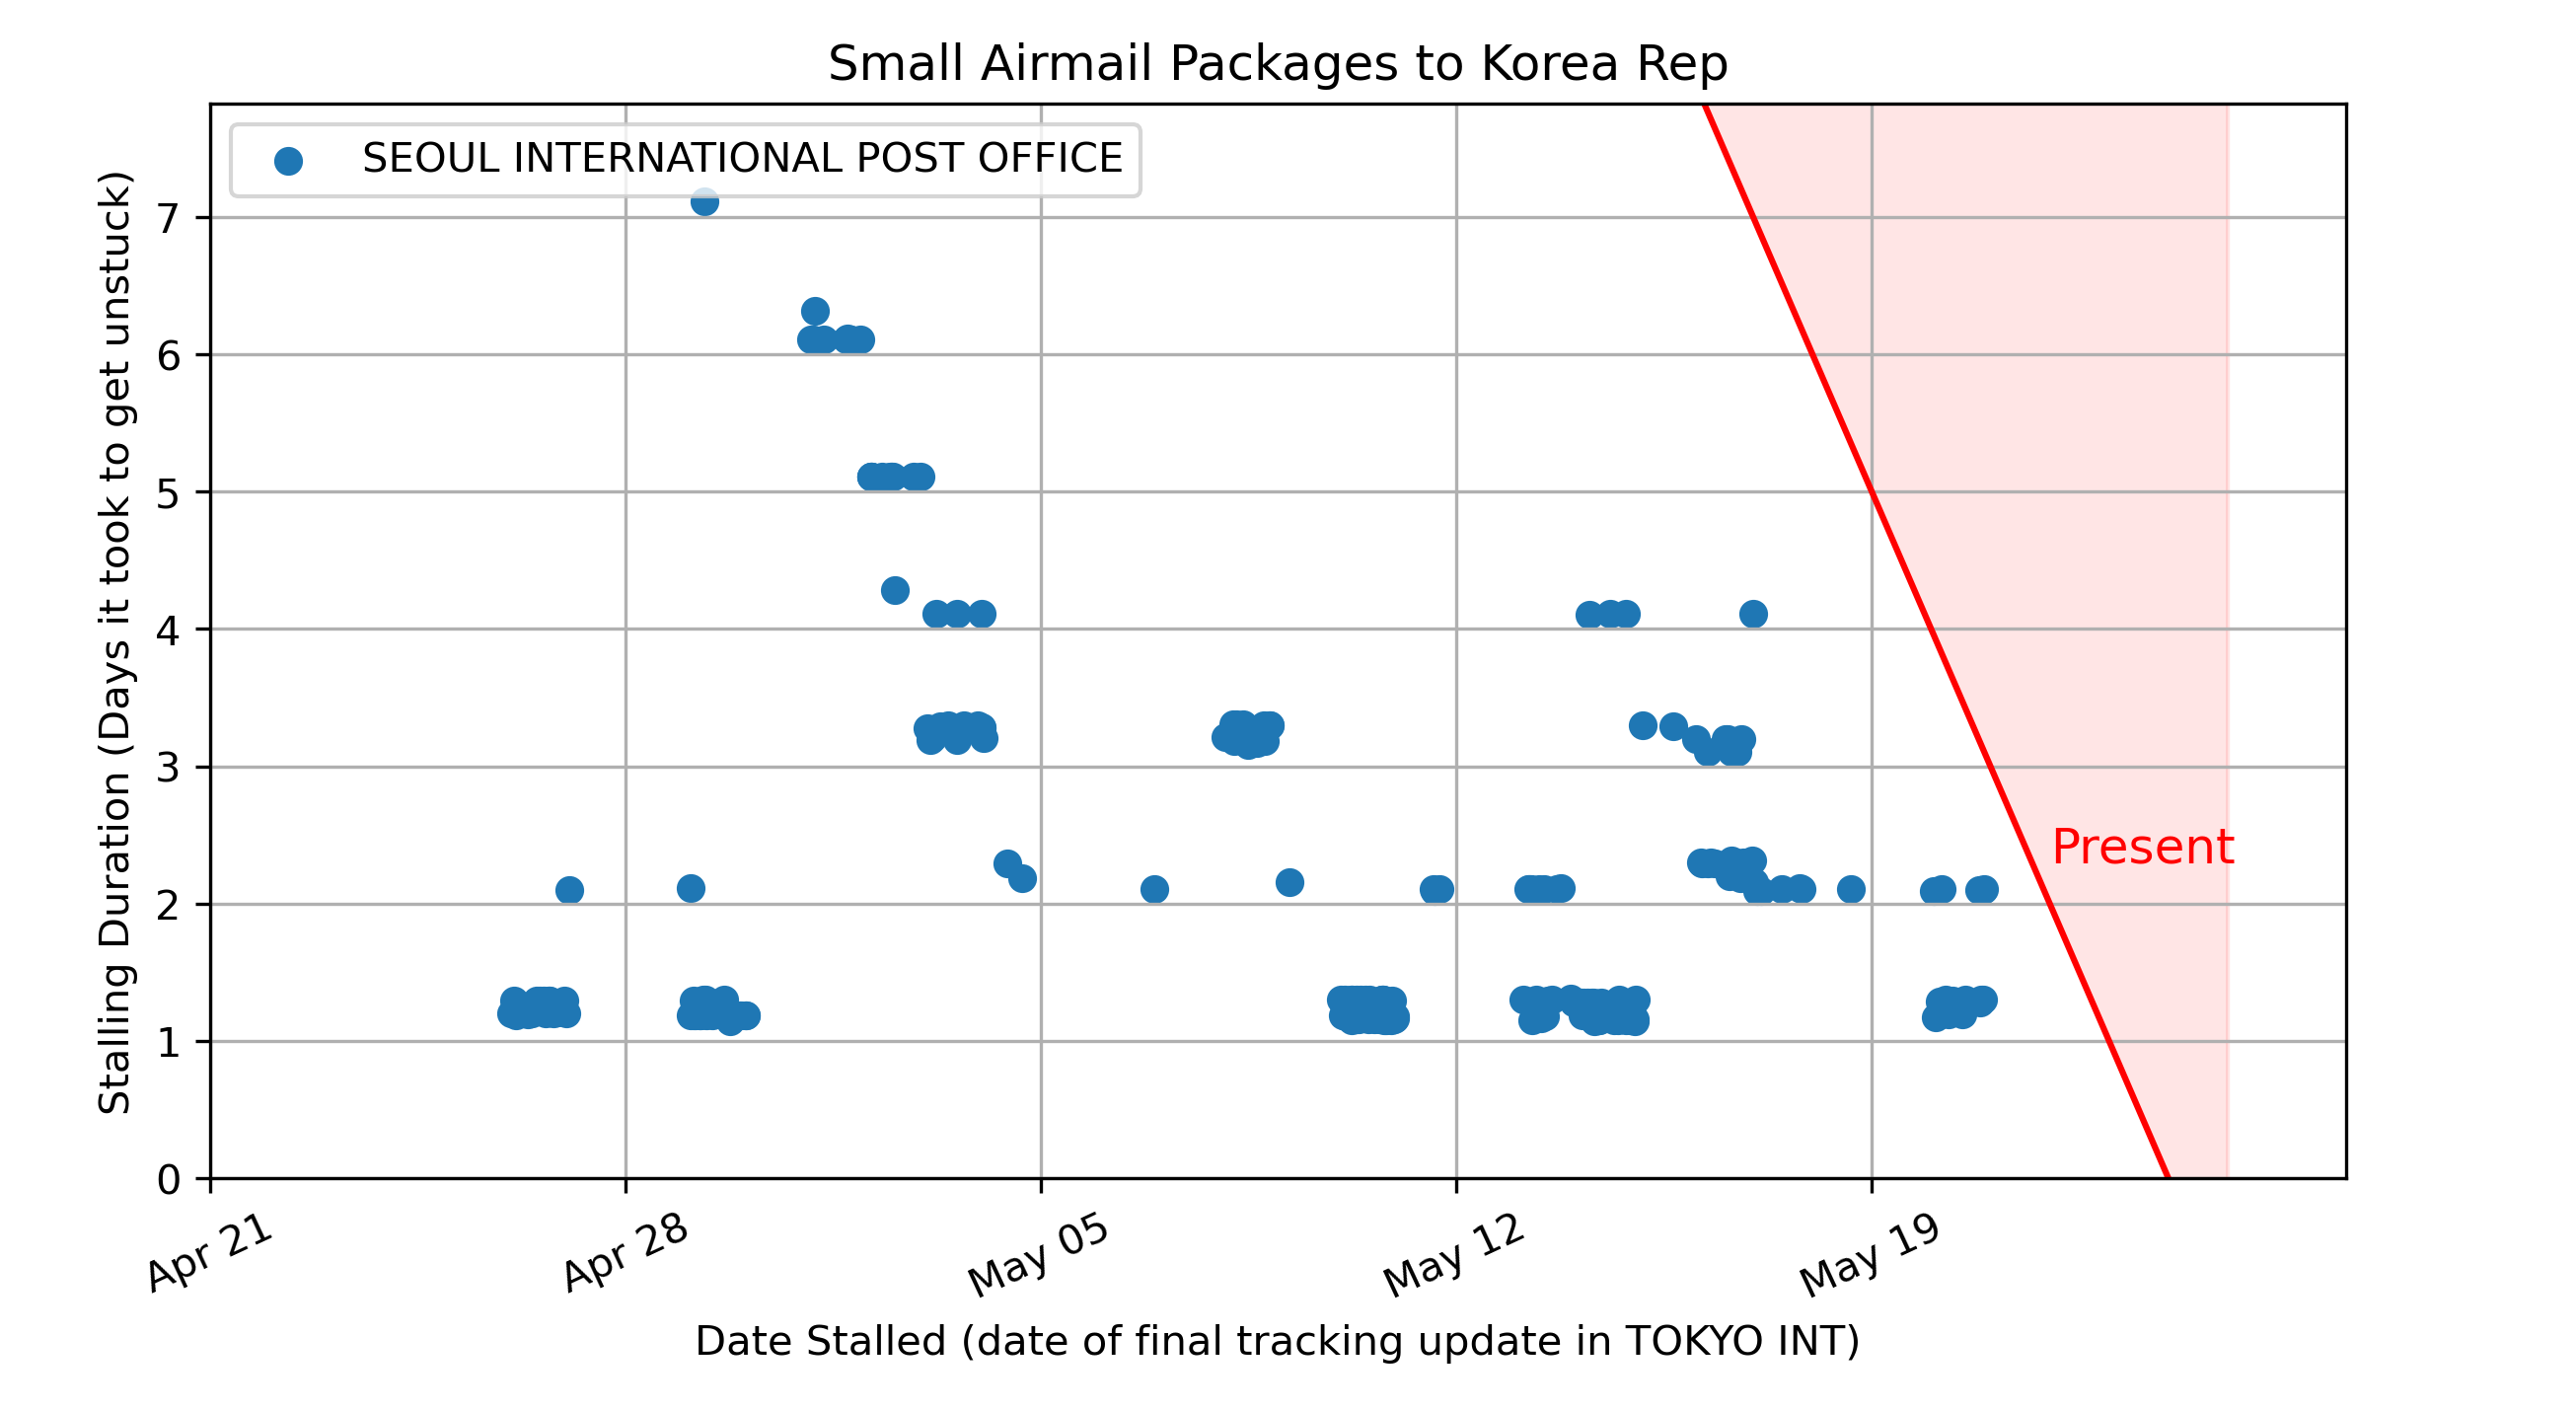 Small Airmail Packages to Korea Rep
SEOUL INTERNATIONAL POST OFFICE
Stalling Duration (Days it took to get unstuck)
7
6
5
4
3
2
1
0
Present
Apr 21
Apr 28
May 05
May 12
May 19
Date Stalled (date of final tracking update in TOKYO INT)